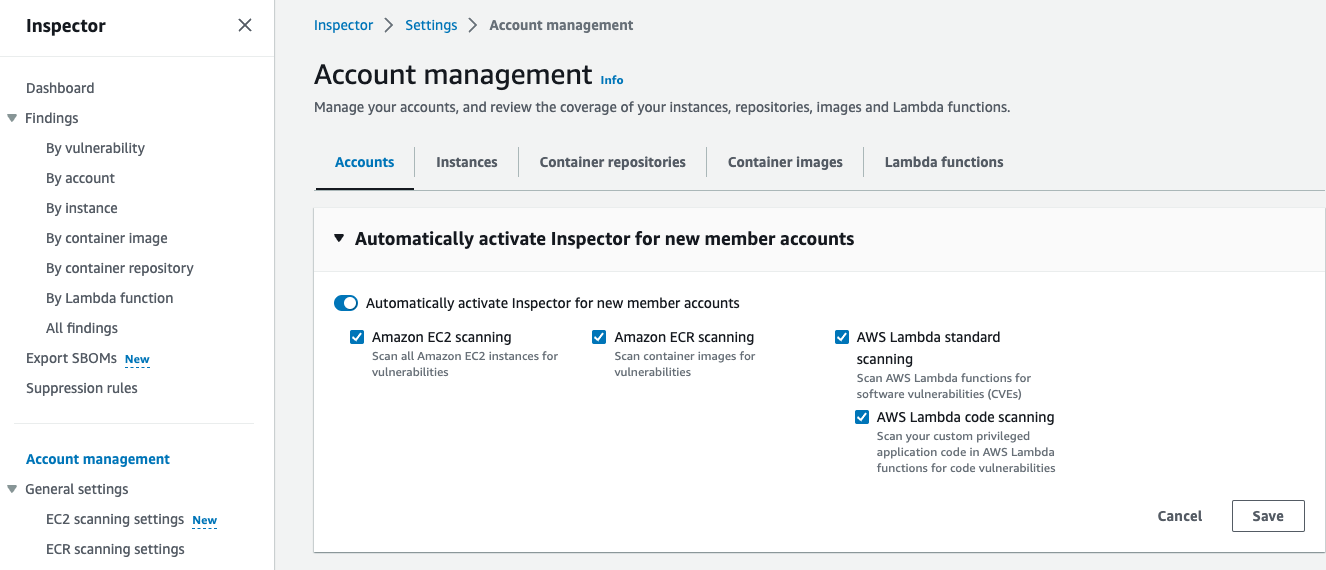 Inspector
Dashboard
Findings
By vulnerability
By account
By instance
By container image
By container repository
By Lambda function
All findings
Export SBOMs New
Suppression rules
Account management
General settings
EC2 scanning settings New
ECR scanning settings
Inspector Settings Account management
Account management Info
Manage your accounts, and review the coverage of your instances, repositories, images and Lambda functions.
Accounts Instances Container repositories Container images Lambda functions
Automatically activate Inspector for new member accounts
Automatically activate Inspector for new member accounts
Amazon EC2 scanning
Scan all Amazon EC2 instances for
vulnerabilities
Amazon ECR scanning
Scan container images for
vulnerabilities
AWS Lambda standard
scanning
Scan AWS Lambda functions for
software vulnerabilities (CVEs)
AWS Lambda code scanning
Scan your custom privileged
application code in AWS Lambda
functions for code vulnerabilities
Cancel Save